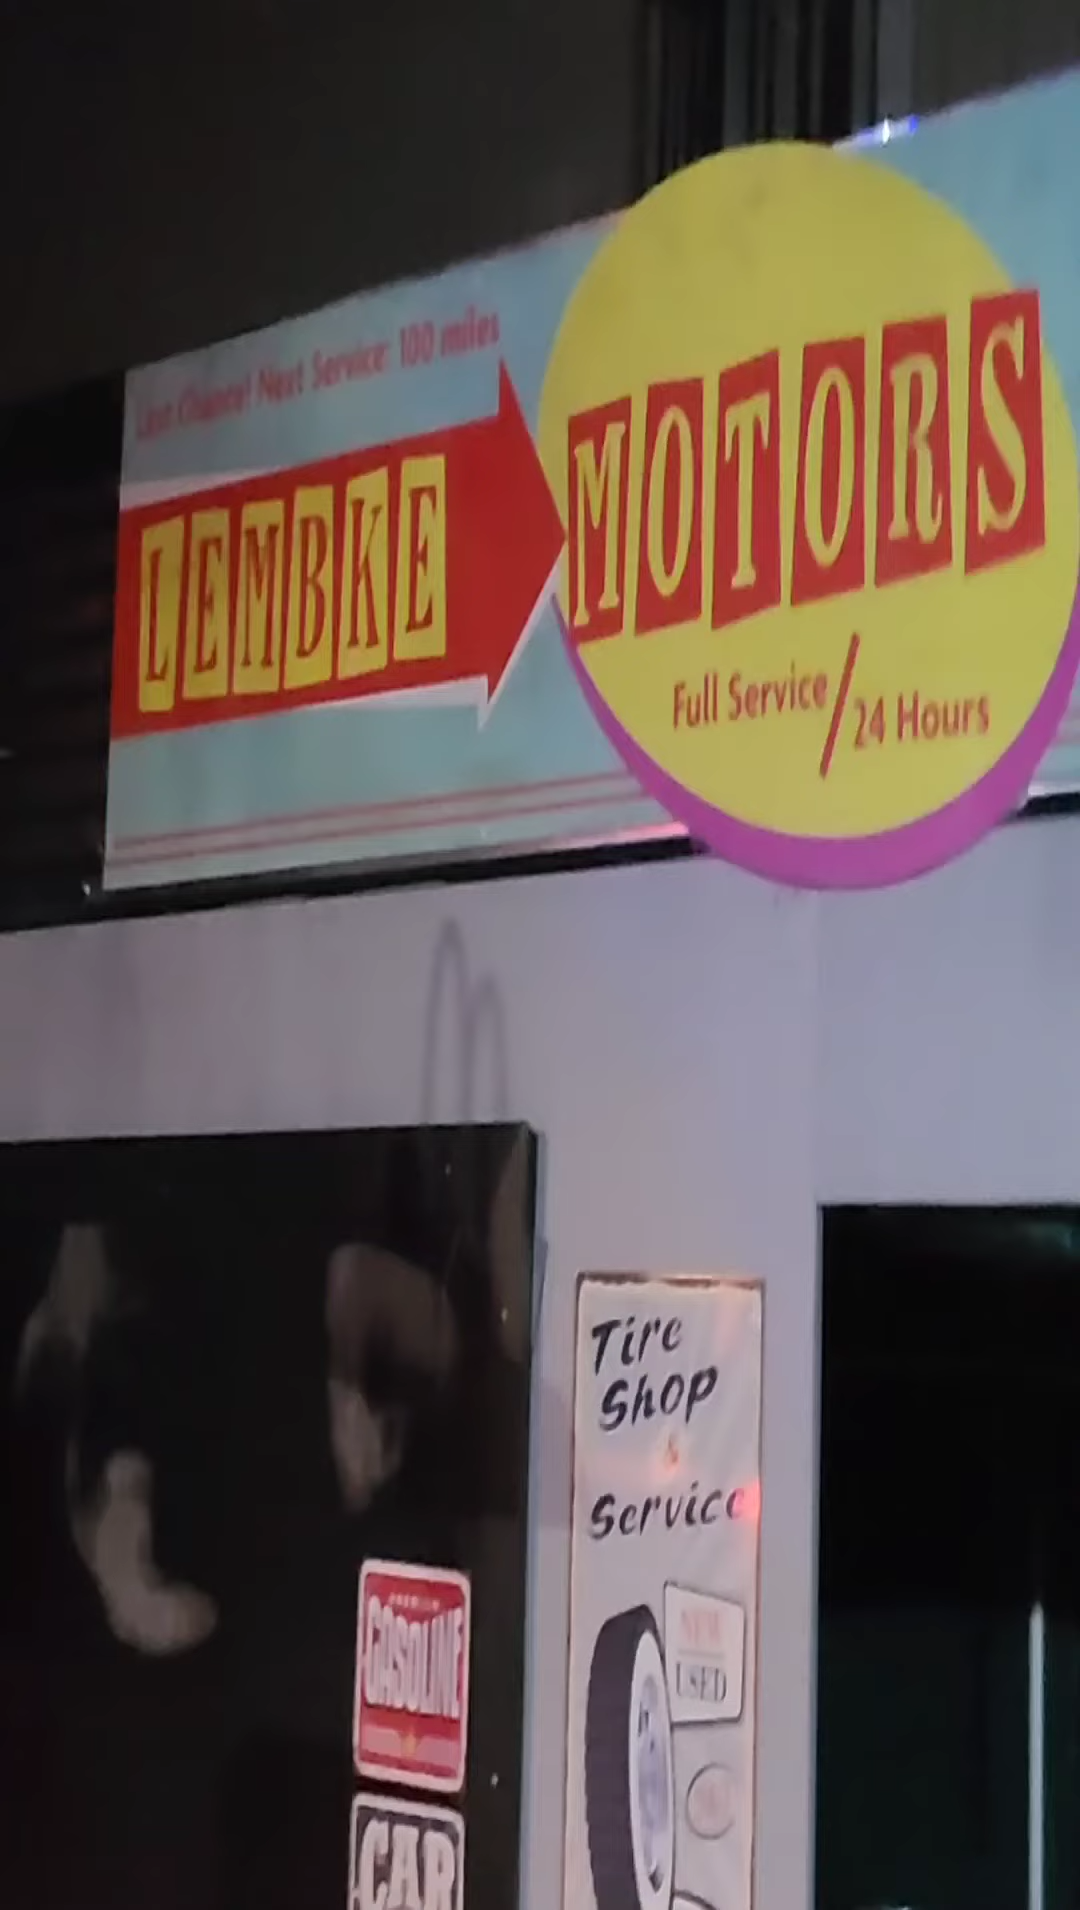 Last Chance! Next Service 100 miles
LEMBKE
MOTORS
Full Service/24 Hours
Tire
Shop
&
Service
NEW
USED
PREMIUM
GASOLINE
CAR